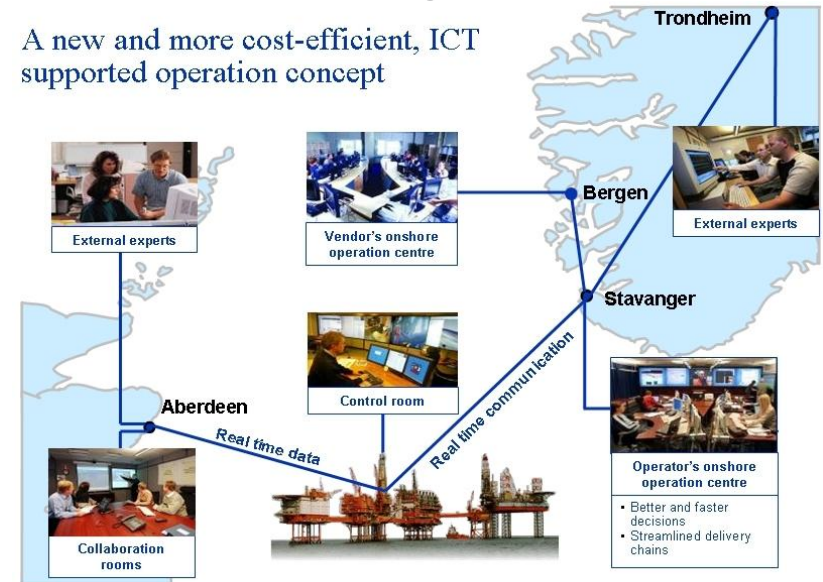 A new and more cost-efficient, ICT
supported operation concept
Trondheim
External experts
Vendor's onshore
operation centre
Bergen
External experts
Stavanger
Control room
Real time communication
Aberdeen
Real time data
Operator's onshore
operation centre
▪ Better and faster
decisions
▪ Streamlined delivery
chains
Collaboration
rooms